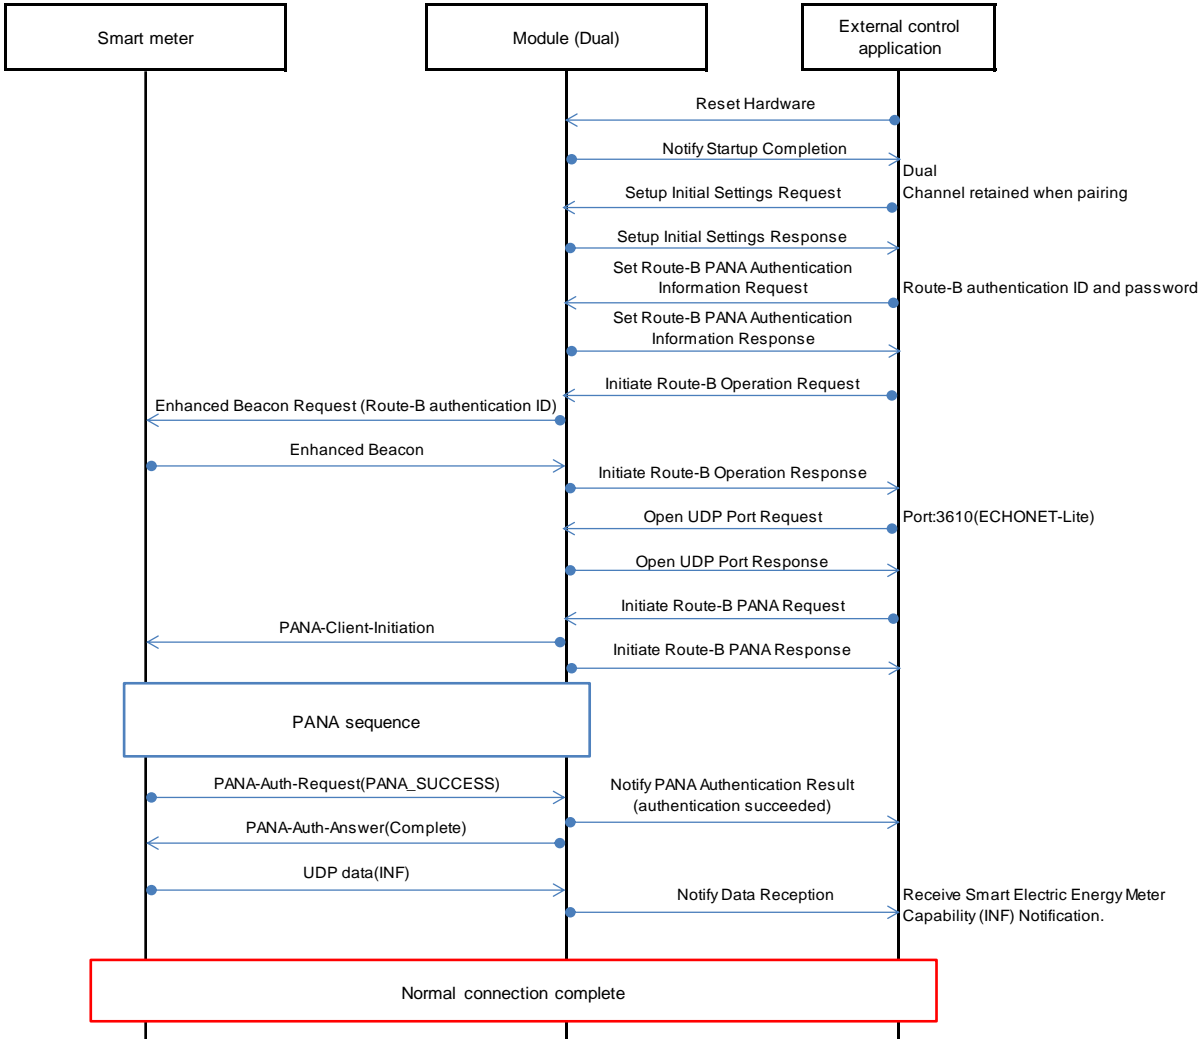 Smart meter
Module (Dual)
External control
application
Reset Hardware
Notify Startup Completion
Dual
Channel retained when pairing
Setup Initial Settings Request
Setup Initial Settings Response
Set Route-B PANA Authentication
Information Request
Route-B authentication ID and password
Set Route-B PANA Authentication
Information Response
Initiate Route-B Operation Request
Enhanced Beacon Request (Route-B authentication ID)
Enhanced Beacon
Initiate Route-B Operation Response
Open UDP Port Request
Port:3610(ECHONET-Lite)
Open UDP Port Response
Initiate Route-B PANA Request
PANA-Client-Initiation
Initiate Route-B PANA Response
PANA sequence
PANA-Auth-Request(PANA_SUCCESS)
Notify PANA Authentication Result
(authentication succeeded)
PANA-Auth-Answer(Complete)
UDP data(INF)
Notify Data Reception
Receive Smart Electric Energy Meter
Capability (INF) Notification.
Normal connection complete